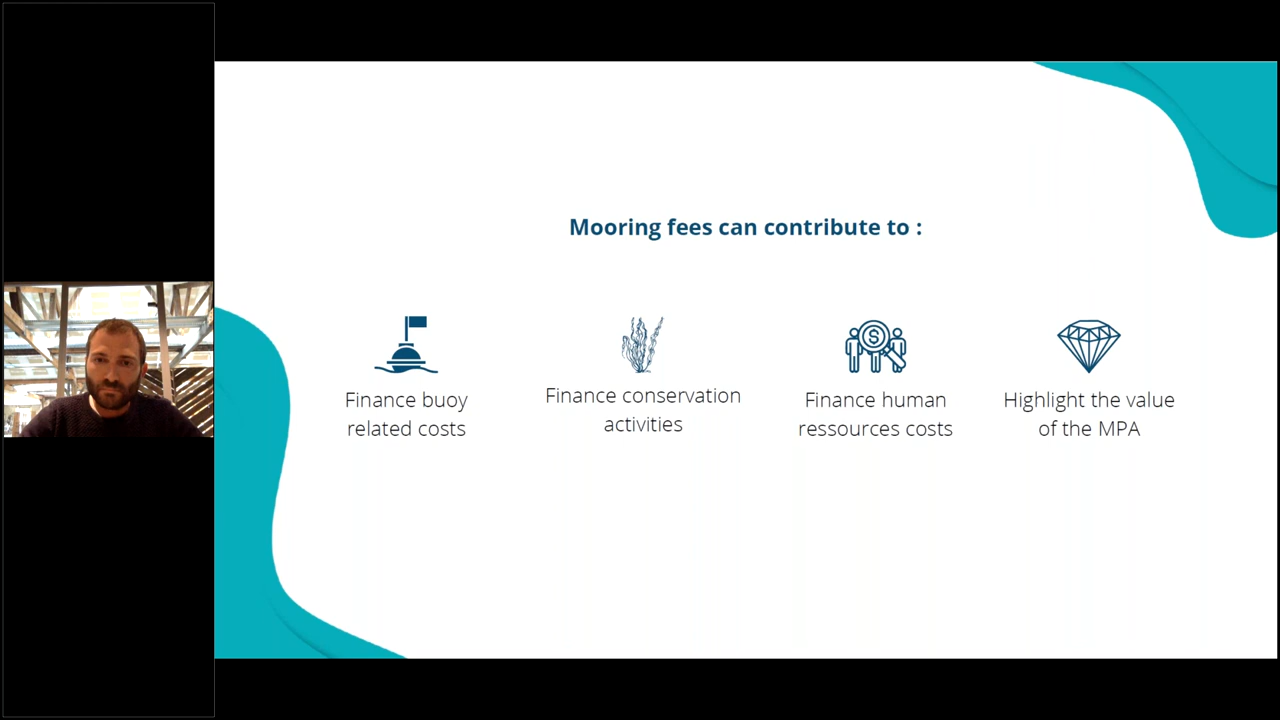 Mooring fees can contribute to :
Finance buoy
related costs
Finance conservation
activities
Finance human
ressources costs
Highlight the value
of the MPA